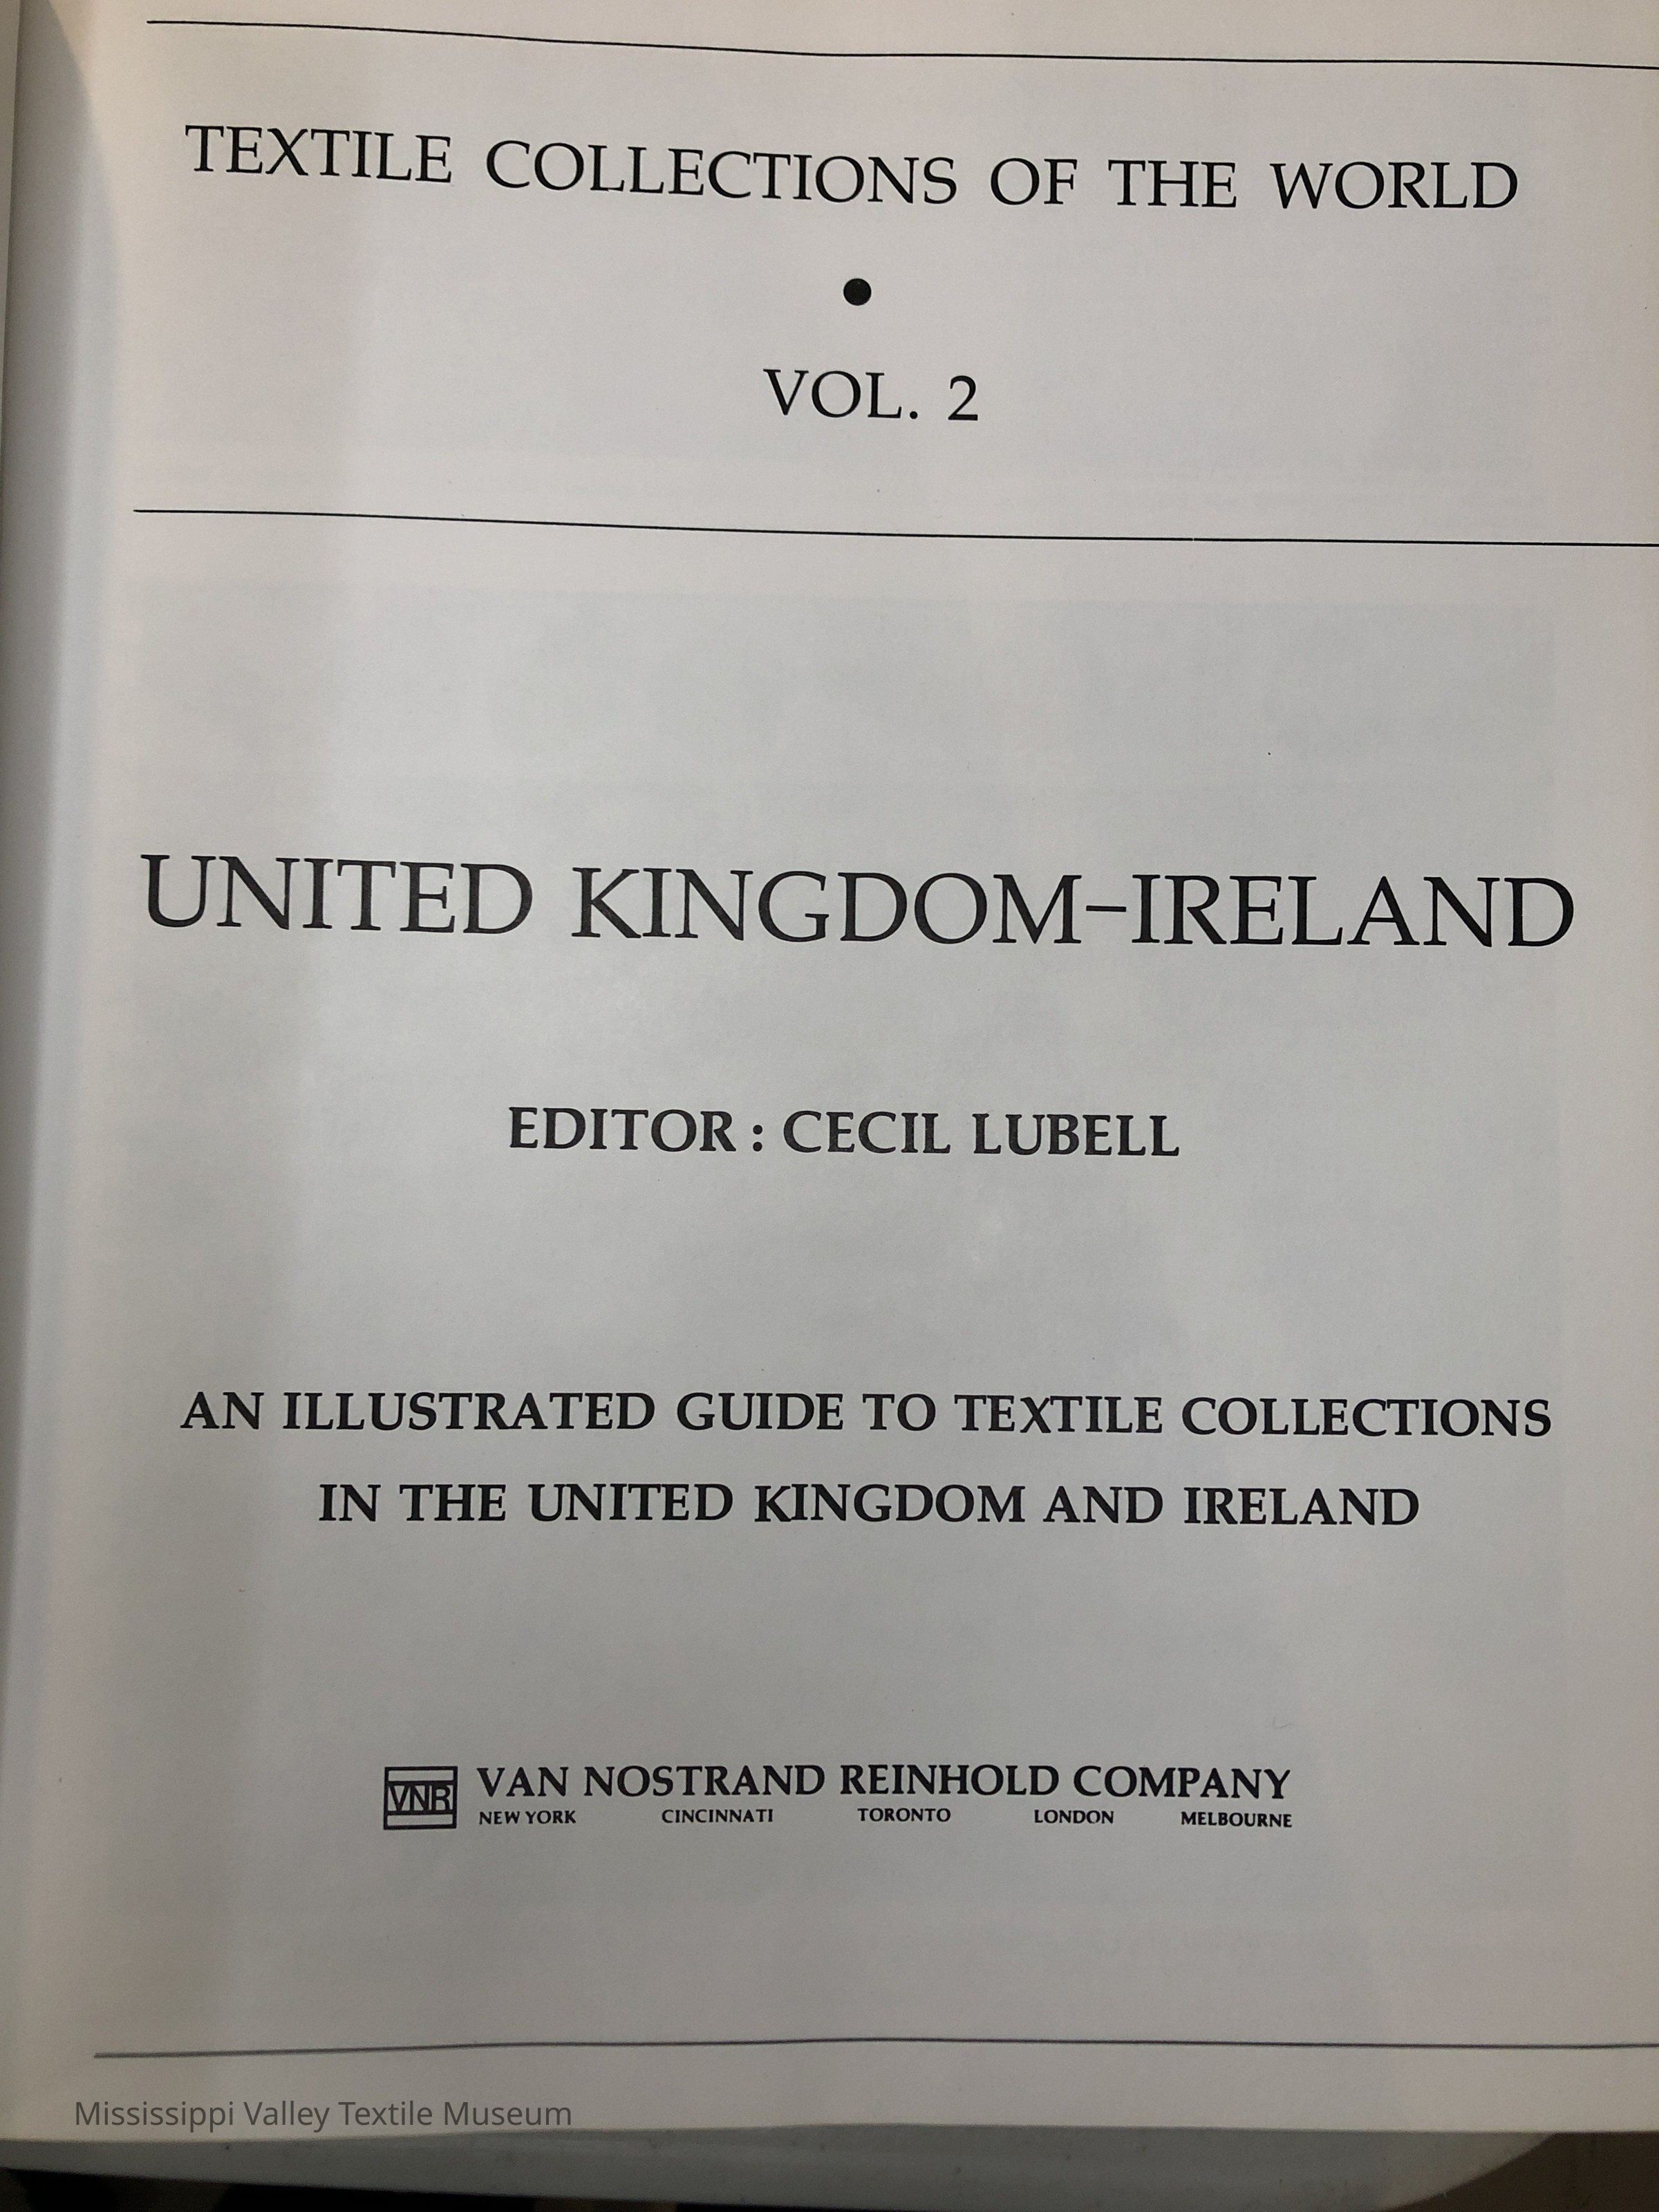 TEXTILE COLLECTIONS OF THE WORLD
•
VOL. 2
UNITED KINGDOM–IRELAND
EDITOR: CECIL LUBELL
AN ILLUSTRATED GUIDE TO TEXTILE COLLECTIONS
IN THE UNITED KINGDOM AND IRELAND
VNR VAN NOSTRAND REINHOLD COMPANY
NEW YORK CINCINNATI TORONTO LONDON MELBOURNE
Mississippi Valley Textile Museum